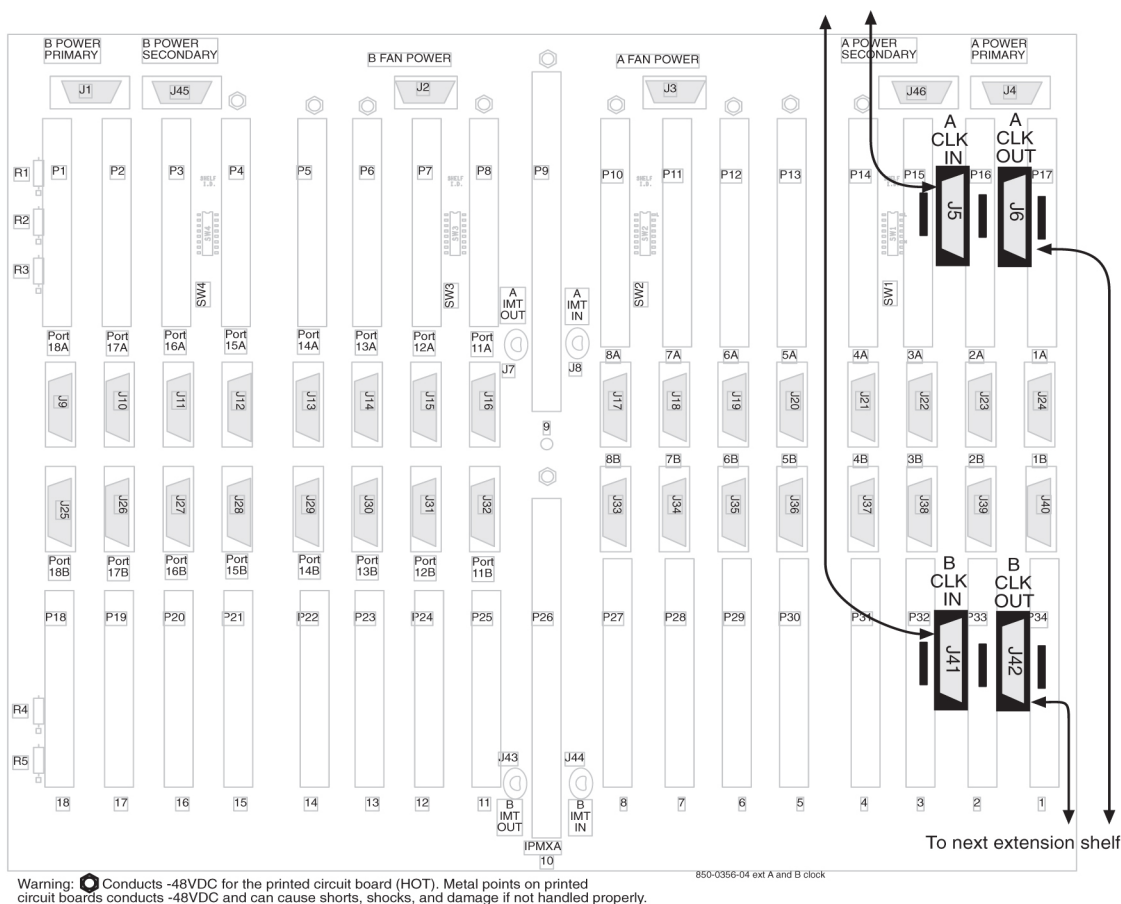 B POWER
PRIMARY
B POWER
SECONDARY
B FAN POWER
A FAN POWER
A POWER
SECONDARY
A POWER
PRIMARY
J1
J45
J2
J3
J46
J4
A
CLK
IN
A
CLK
OUT
R1
P1
P2
P3
P4
P5
P6
P7
P8
P9
P10
P11
P12
P13
P14
P15
P16
P17
SHELF
I.D.
SHELF
I.D.
SHELF
I.D.
SHELF
I.D.
J5
J6
R2
SW4
SW3
SW2
SW1
R3
SW4
SW3
SW2
SW1
A
IMT
OUT
A
IMT
IN
Port
18A
Port
17A
Port
16A
Port
15A
Port
14A
Port
13A
Port
12A
Port
11A
J7
J8
8A
7A
6A
5A
4A
3A
2A
1A
J9
J10
J11
J12
J13
J14
J15
J16
J17
J18
J19
J20
J21
J22
J23
J24
9
8B
7B
6B
5B
4B
3B
2B
1B
J25
J26
J27
J28
J29
J30
J31
J32
J33
J34
J35
J36
J37
J38
J39
J40
Port
18B
Port
17B
Port
16B
Port
15B
Port
14B
Port
13B
Port
12B
Port
11B
B
CLK
IN
B
CLK
OUT
P18
P19
P20
P21
P22
P23
P24
P25
P26
P27
P28
P29
P30
P31
P32
P33
P34
J41
J42
R4
R5
J43
J44
18
17
16
15
14
13
12
11
B
IMT
OUT
B
IMT
IN
8
7
6
5
4
3
2
1
IPMXA
10
To next extension shelf
850-0356-04 ext A and B clock
Warning: Conducts -48VDC for the printed circuit board (HOT). Metal points on printed
circuit boards conducts -48VDC and can cause shorts, shocks, and damage if not handled properly.